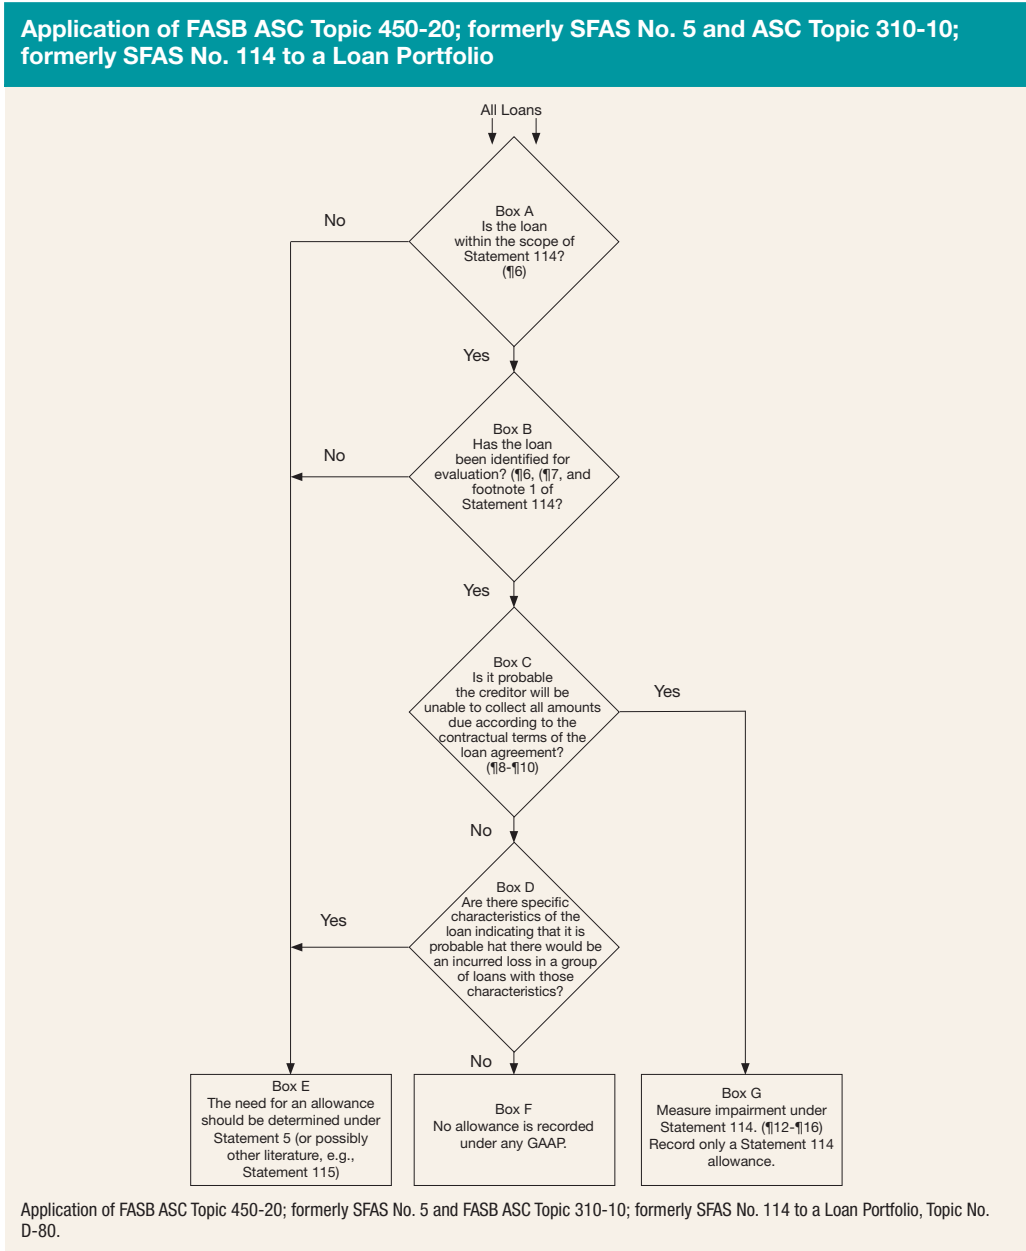 Application of FASB ASC Topic 450-20; formerly SFAS No. 5 and ASC Topic 310-10;
formerly SFAS No. 114 to a Loan Portfolio
All Loans
Box A
Is the loan
within the scope of
Statement 114?
(¶6)
No
Yes
Box B
Has the loan
been identified for
evaluation? (¶6, (¶7, and
footnote 1 of
Statement 114?
No
Yes
Box C
Is it probable
the creditor will be
unable to collect all amounts
due according to the
contractual terms of the
loan agreement?
(¶8-¶10)
Yes
No
Box D
Are there specific
characteristics of the
loan indicating that it is
probable hat there would be
an incurred loss in a group
of loans with those
characteristics?
Yes
No
Box E
The need for an allowance
should be determined under
Statement 5 (or possibly
other literature, e.g.,
Statement 115)
Box F
No allowance is recorded
under any GAAP.
Box G
Measure impairment under
Statement 114. (¶12-¶16)
Record only a Statement 114
allowance.
Application of FASB ASC Topic 450-20; formerly SFAS No. 5 and FASB ASC Topic 310-10; formerly SFAS No. 114 to a Loan Portfolio, Topic No.
D-80.